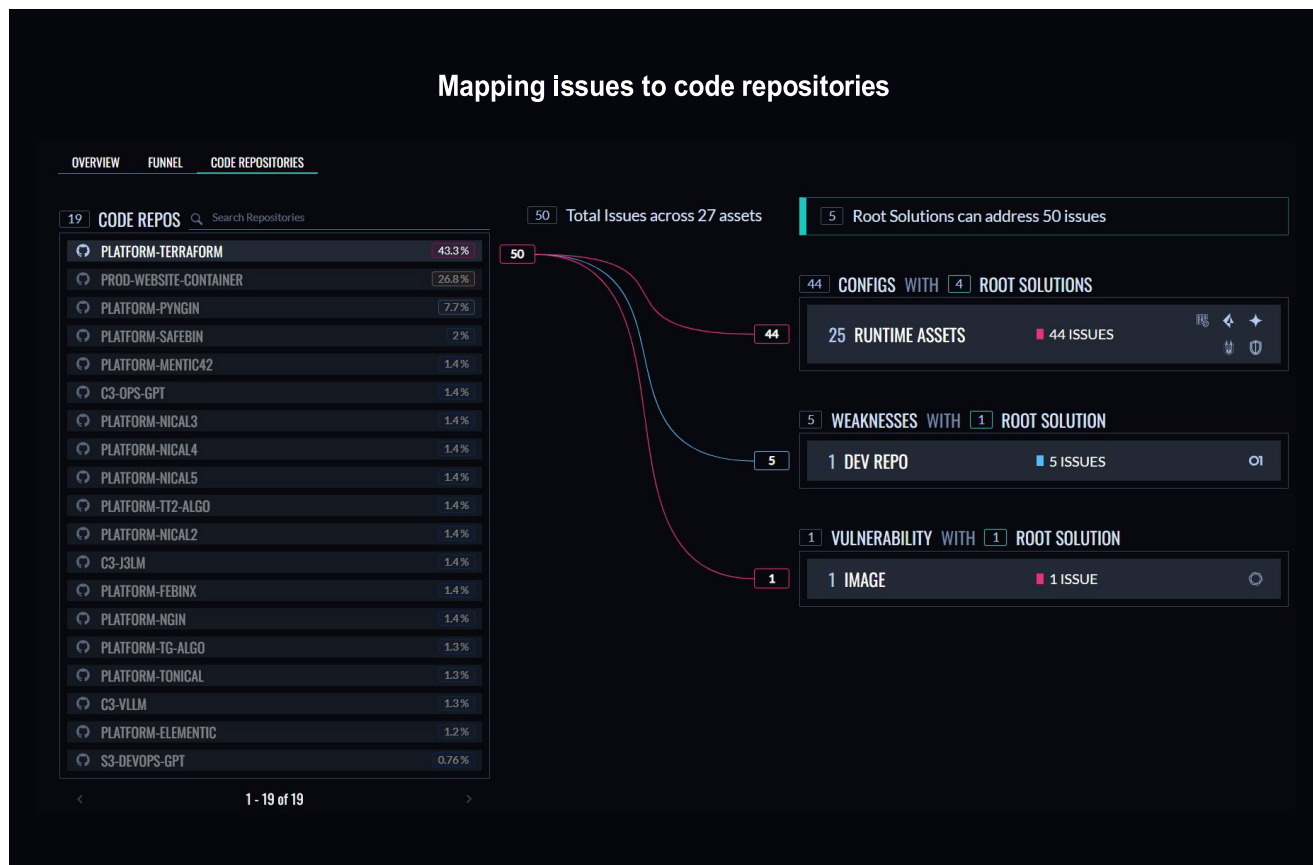 Mapping issues to code repositories
OVERVIEW FUNNEL CODE REPOSITORIES
19 CODE REPOS Search Repositories
PLATFORM-TERRAFORM 43.3%
PROD-WEBSITE-CONTAINER 26.8%
PLATFORM-PYNGIN 7.7%
PLATFORM-SAFEBIN 2%
PLATFORM-MENTIC42 1.4%
C3-OPS-GPT 1.4%
PLATFORM-NICAL3 1.4%
PLATFORM-NICAL4 1.4%
PLATFORM-NICAL5 1.4%
PLATFORM-TT2-ALGO 1.4%
PLATFORM-NICAL2 1.4%
C3-J3LM 1.4%
PLATFORM-FEBINX 1.4%
PLATFORM-NGIN 1.4%
PLATFORM-TG-ALGO 1.3%
PLATFORM-TONICAL 1.3%
C3-VLLM 1.3%
PLATFORM-ELEMENTIC 1.2%
S3-DEVOPS-GPT 0.76%
1 - 19 of 19
50 Total Issues across 27 assets
50
44
5
1
5 Root Solutions can address 50 issues
44 CONFIGS WITH 4 ROOT SOLUTIONS
25 RUNTIME ASSETS 44 ISSUES
5 WEAKNESSES WITH 1 ROOT SOLUTION
1 DEV REPO 5 ISSUES
1 VULNERABILITY WITH 1 ROOT SOLUTION
1 IMAGE 1 ISSUE